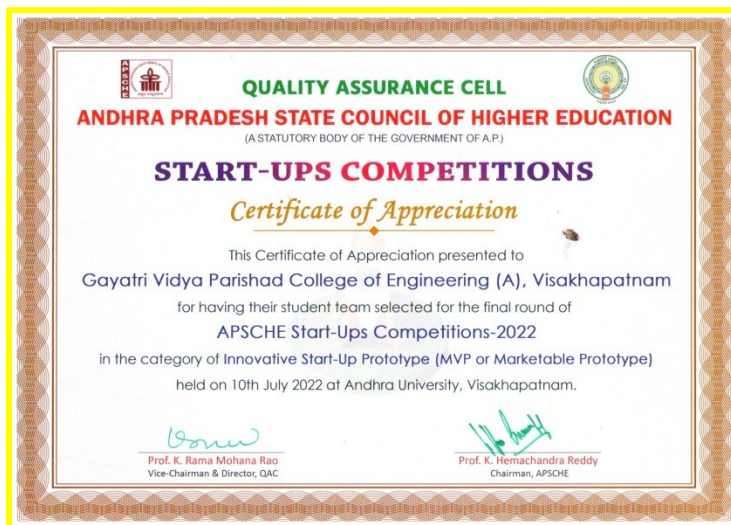 APSCHE
QUALITY ASSURANCE CELL
ANDHRA PRADESH STATE COUNCIL OF HIGHER EDUCATION
(A STATUTORY BODY OF THE GOVERNMENT OF A.P.)
START-UPS COMPETITIONS
Certificate of Appreciation
This Certificate of Appreciation presented to
Gayatri Vidya Parishad College of Engineering (A), Visakhapatnam
for having their student team selected for the final round of
APSCHE Start-Ups Competitions-2022
in the category of Innovative Start-Up Prototype (MVP or Marketable Prototype)
held on 10th July 2022 at Andhra University, Visakhapatnam.
Prof. K. Rama Mohana Rao
Vice-Chairman & Director, QAC
Prof. K. Hemachandra Reddy
Chairman, APSCHE